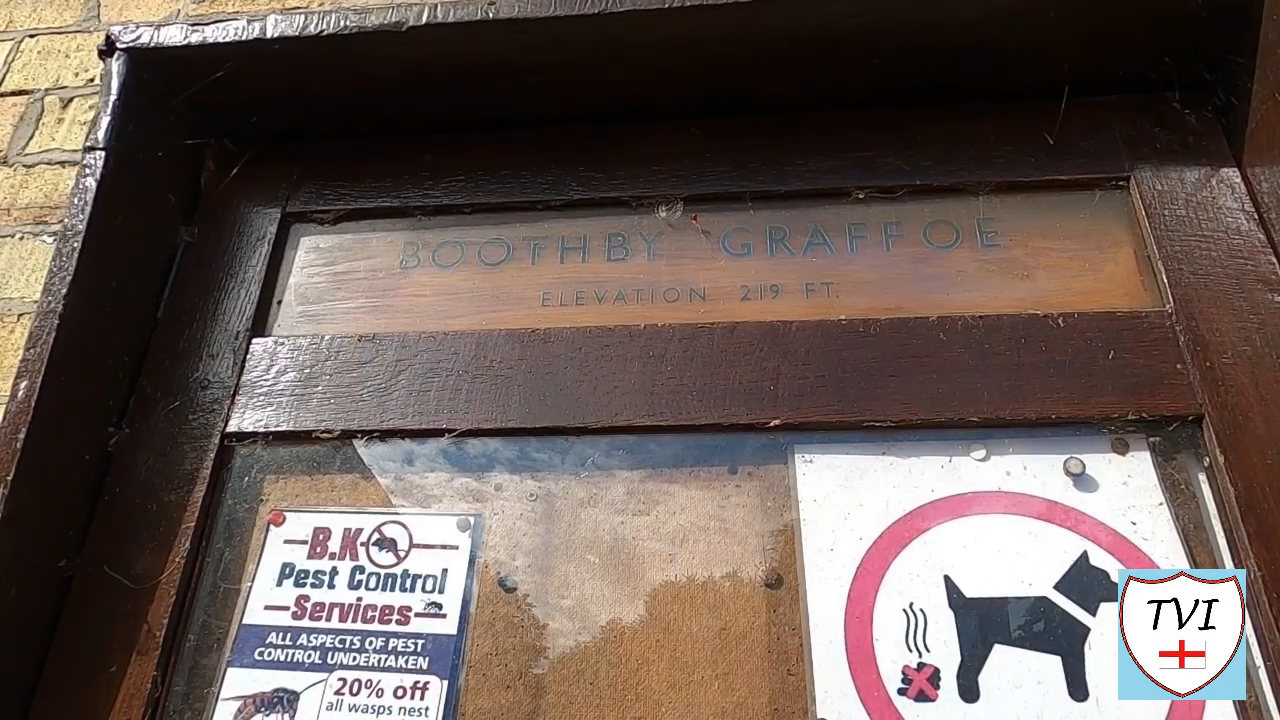 BOOTHBY GRAFFOE
ELEVATION 219 FT.
B.K
Pest Control
Services
ALL ASPECTS OF PEST
CONTROL UNDERTAKEN
20% off
all wasps nest
TVI